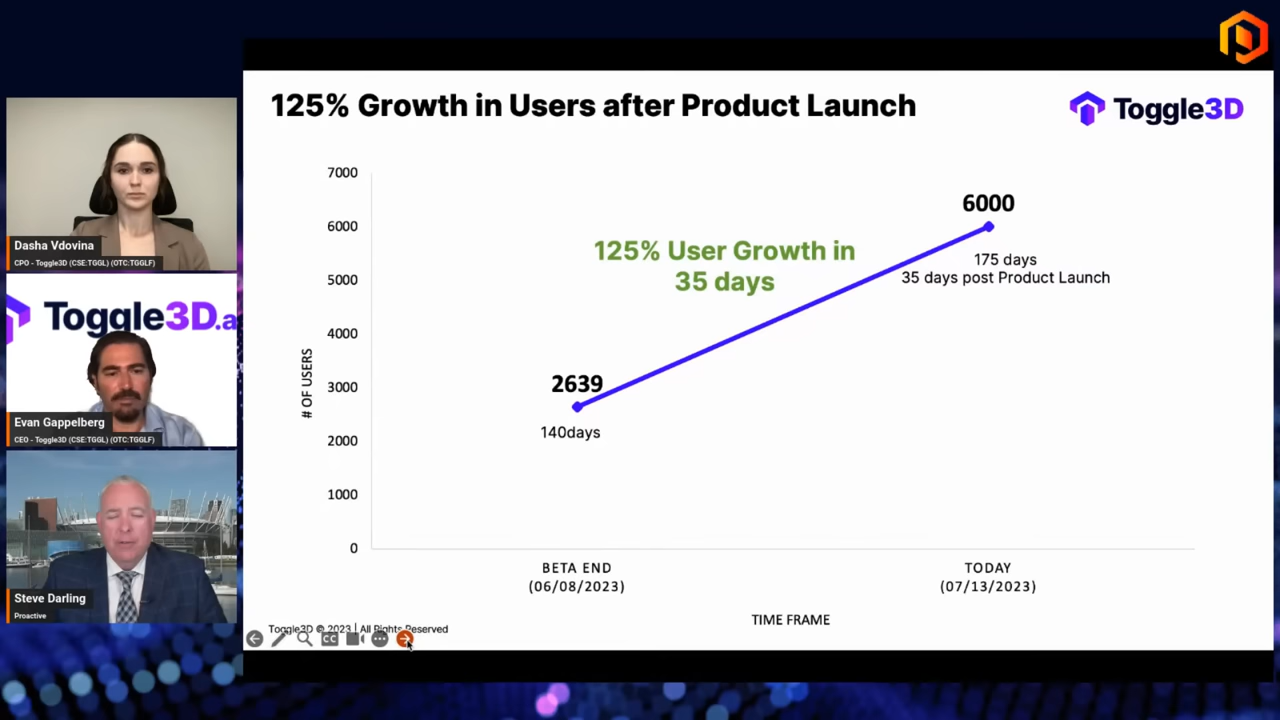 125% Growth in Users after Product Launch
Toggle3D
Dasha Vdovina
CPO - Toggle3D (CSE:TGGL) (OTC:TGGLF)
Toggle3D.a
Evan Gappelberg
CEO - Toggle3D (CSE:TGGL) (OTC:TGGLF)
Steve Darling
Proactive
# OF USERS
7000
6000
5000
4000
3000
2000
1000
0
125% User Growth in
35 days
2639
140days
6000
175 days
35 days post Product Launch
BETA END
(06/08/2023)
TODAY
(07/13/2023)
TIME FRAME
Toggle3D © 2023 | All Rights Reserved
CC